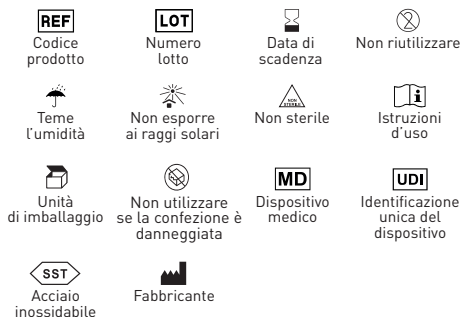 REF
Codice
prodotto
LOT
Numero
lotto
Data di
scadenza
Non riutilizzare
Teme
l'umidità
Non esporre
ai raggi solari
NON
STERILE
Non sterile
Istruzioni
d'uso
Unità
di imballaggio
Non utilizzare
se la confezione è
danneggiata
MD
Dispositivo
medico
UDI
Identificazione
unica del
dispositivo
SST
Acciaio
inossidabile
Fabbricante